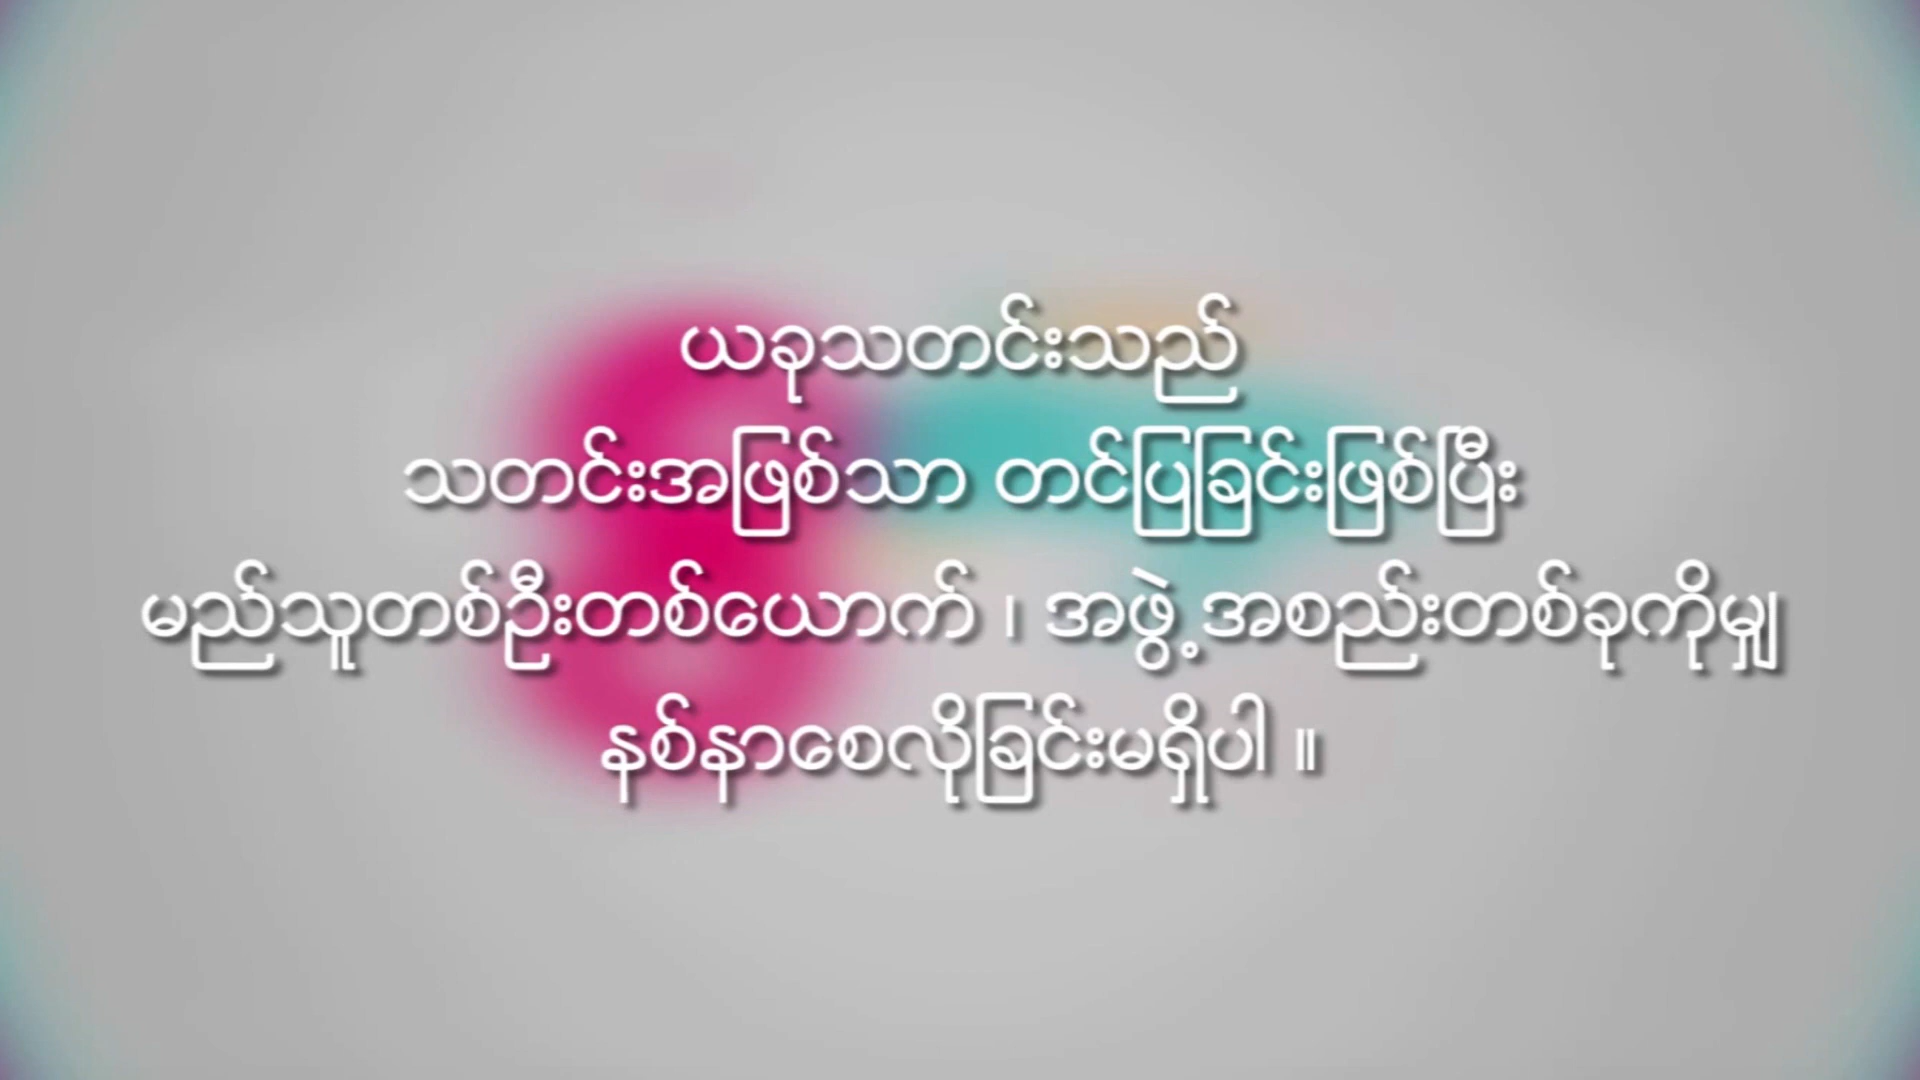 ယခုသတင်းသည်
သတင်းအဖြစ်သာ တင်ပြခြင်းဖြစ်ပြီး
မည်သူတစ်ဦးတစ်ယောက် ၊ အဖွဲ့အစည်းတစ်ခုကိုမျှ
နစ်နာစေလိုခြင်းမရှိပါ ။